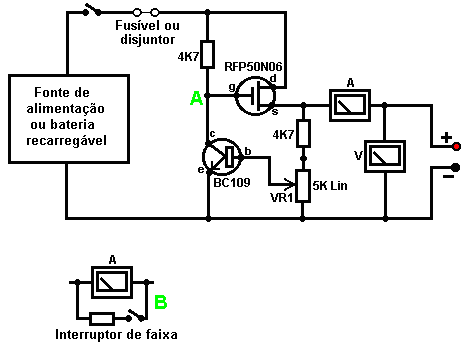 Fusível ou
disjuntor
4K7
RFP50N06
d
g
s
A
A
Fonte de
alimentação
ou bateria
recarregável
4K7
c
b
e
BC109
VR1
5K Lin
V
+
−
A
B
Interruptor de faixa